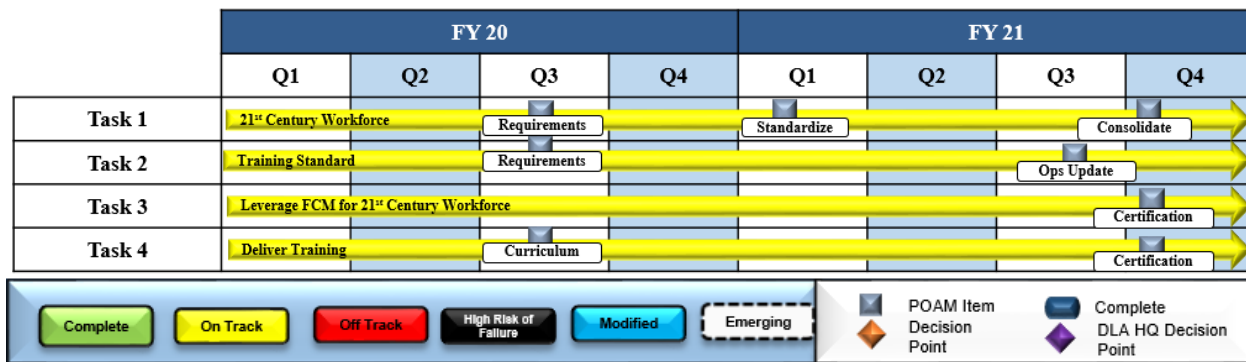 FY 20 FY 21
Q1 Q2 Q3 Q4 Q1 Q2 Q3 Q4
Task 1 21st Century Workforce Requirements Standardize Consolidate
Task 2 Training Standard Requirements Ops Update
Task 3 Leverage FCM for 21st Century Workforce Certification
Task 4 Deliver Training Curriculum Certification
Complete On Track Off Track High Risk of Failure Modified Emerging
POAM Item Complete
Decision Point DLA HQ Decision Point